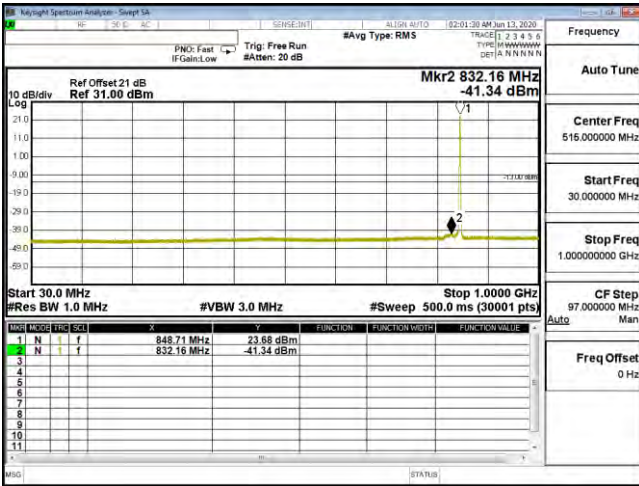 Keysight Spectrum Analyzer - Swept SA
RF 50 Ω AC SENSE:INT ALIGN AUTO 02:01:30 AM Jun 13, 2020
#Avg Type: RMS TRACE 1 2 3 4 5 6
PNO: Fast Trig: Free Run TYPE MWWWWW
IFGain:Low #Atten: 20 dB DET A N N N N N
Ref Offset 21 dB
Mkr2 832.16 MHz
10 dB/div Ref 31.00 dBm -41.34 dBm
Log
21.0
11.0
1.00
-9.00
-13.00 dBm
-19.0
-29.0
-39.0
-49.0
-59.0
1
2
Start 30.0 MHz Stop 1.0000 GHz
#Res BW 1.0 MHz #VBW 3.0 MHz #Sweep 500.0 ms (30001 pts)
MKR MODE TRC SCL X Y FUNCTION FUNCTION WIDTH FUNCTION VALUE
1 N 1 f 848.71 MHz 23.68 dBm
2 N 1 f 832.16 MHz -41.34 dBm
3
4
5
6
7
8
9
10
11
MSG STATUS
Frequency
Auto Tune
Center Freq
515.000000 MHz
Start Freq
30.000000 MHz
Stop Freq
1.000000000 GHz
CF Step
97.000000 MHz
Auto Man
Freq Offset
0 Hz